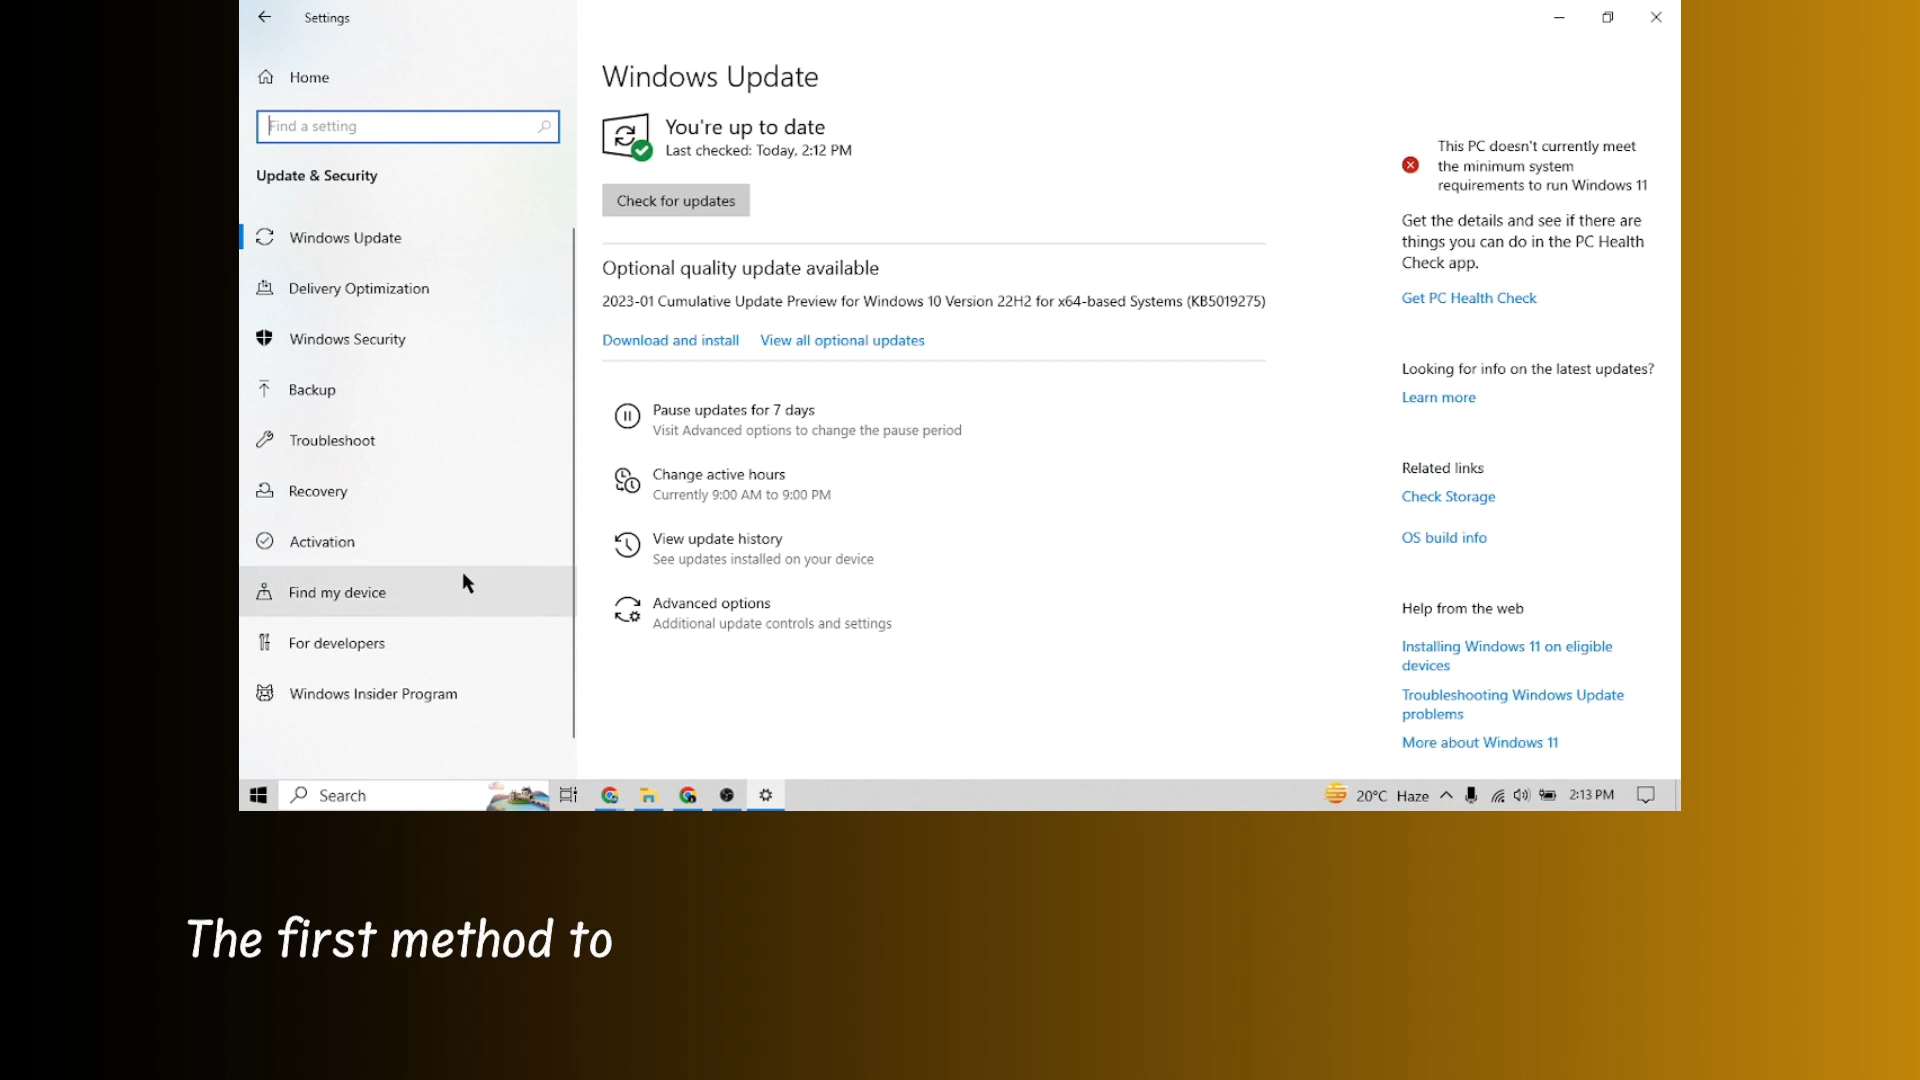 Settings
Home
Find a setting
Update & Security
Windows Update
Delivery Optimization
Windows Security
Backup
Troubleshoot
Recovery
Activation
Find my device
For developers
Windows Insider Program
Windows Update
You're up to date
Last checked: Today, 2:12 PM
Check for updates
Optional quality update available
2023-01 Cumulative Update Preview for Windows 10 Version 22H2 for x64-based Systems (KB5019275)
Download and install View all optional updates
Pause updates for 7 days
Visit Advanced options to change the pause period
Change active hours
Currently 9:00 AM to 9:00 PM
View update history
See updates installed on your device
Advanced options
Additional update controls and settings
This PC doesn't currently meet
the minimum system
requirements to run Windows 11
Get the details and see if there are
things you can do in the PC Health
Check app.
Get PC Health Check
Looking for info on the latest updates?
Learn more
Related links
Check Storage
OS build info
Help from the web
Installing Windows 11 on eligible
devices
Troubleshooting Windows Update
problems
More about Windows 11
Search
20°C Haze
2:13 PM
The first method to